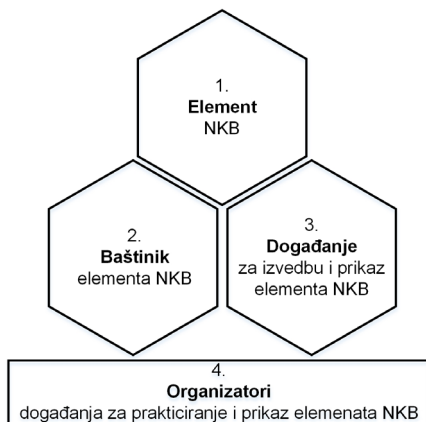 1.
Element
NKB
2.
Baštinik
elementa NKB
3.
Događanje
za izvedbu i prikaz
elementa NKB
4.
Organizatori
događanja za prakticiranje i prikaz elemenata NKB